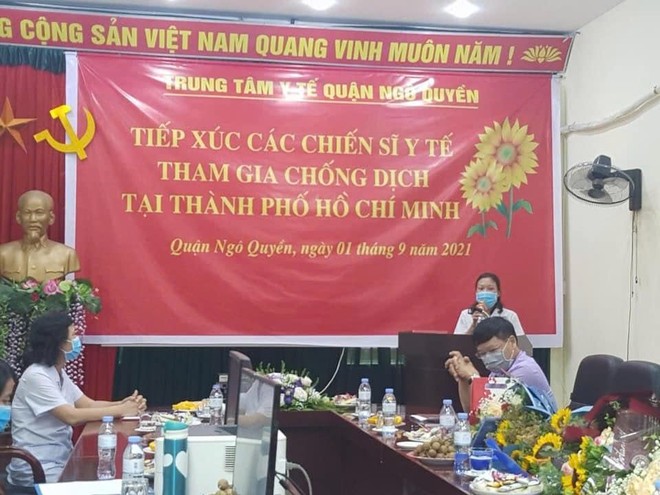 CỘNG SẢN VIỆT NAM QUANG VINH MUÔN NĂM !
TRUNG TÂM Y TẾ QUẬN NGÔ QUYỀN
TIẾP XÚC CÁC CHIẾN SĨ Y TẾ
THAM GIA CHỐNG DỊCH
TẠI THÀNH PHỐ HỒ CHÍ MINH
Quận Ngô Quyền, ngày 01 tháng 9 năm 2021